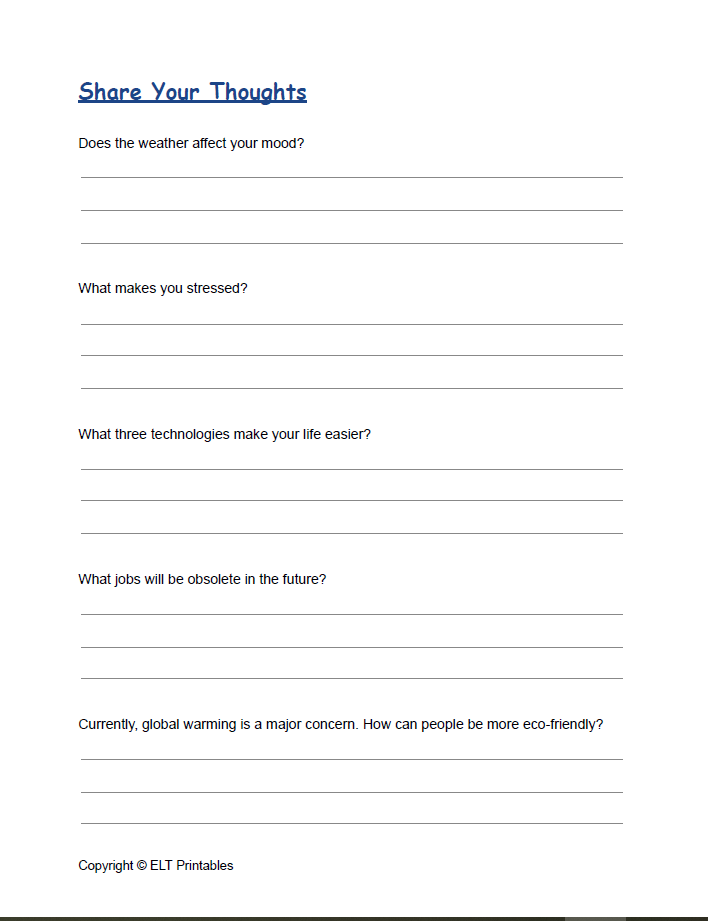 Share Your Thoughts
Does the weather affect your mood?
What makes you stressed?
What three technologies make your life easier?
What jobs will be obsolete in the future?
Currently, global warming is a major concern. How can people be more eco-friendly?
Copyright © ELT Printables